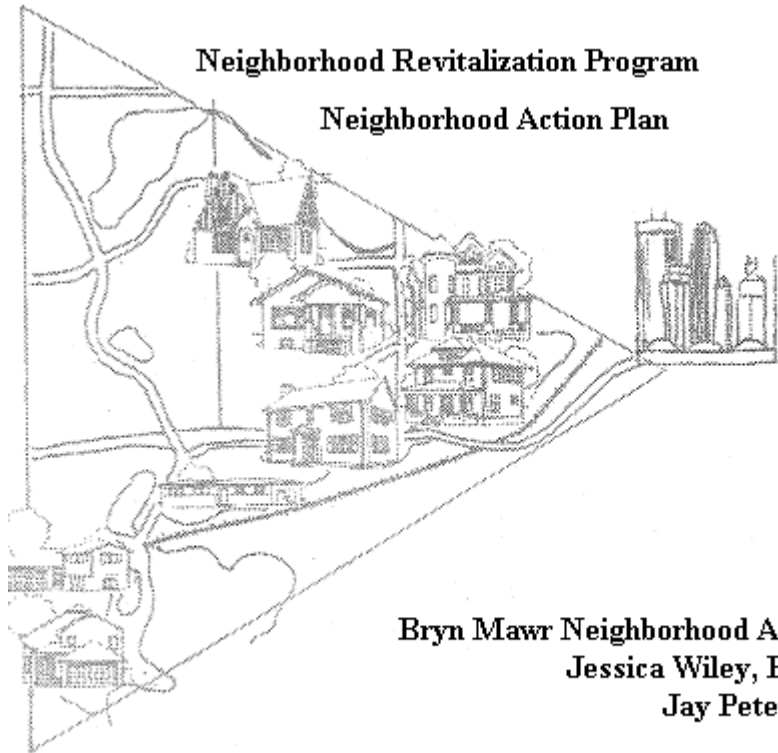 Neighborhood Revitalization Program
Neighborhood Action Plan
Bryn Mawr Neighborhood A
Jessica Wiley,
Jay Pete